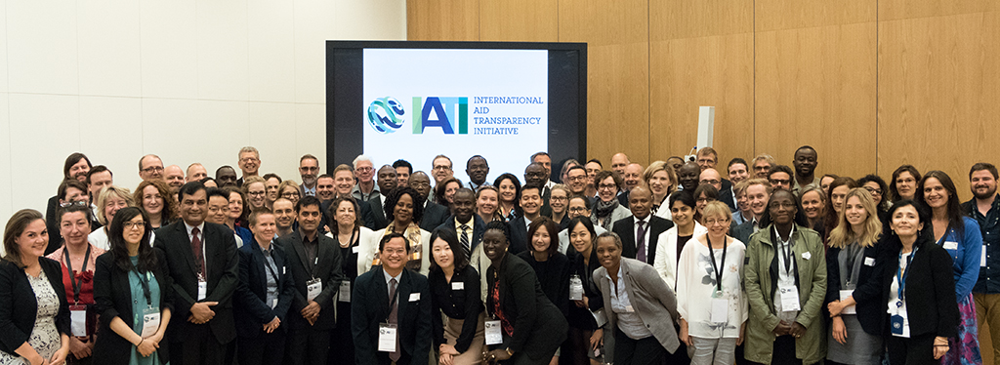 IATI
INTERNATIONAL
AID
TRANSPARENCY
INITIATIVE